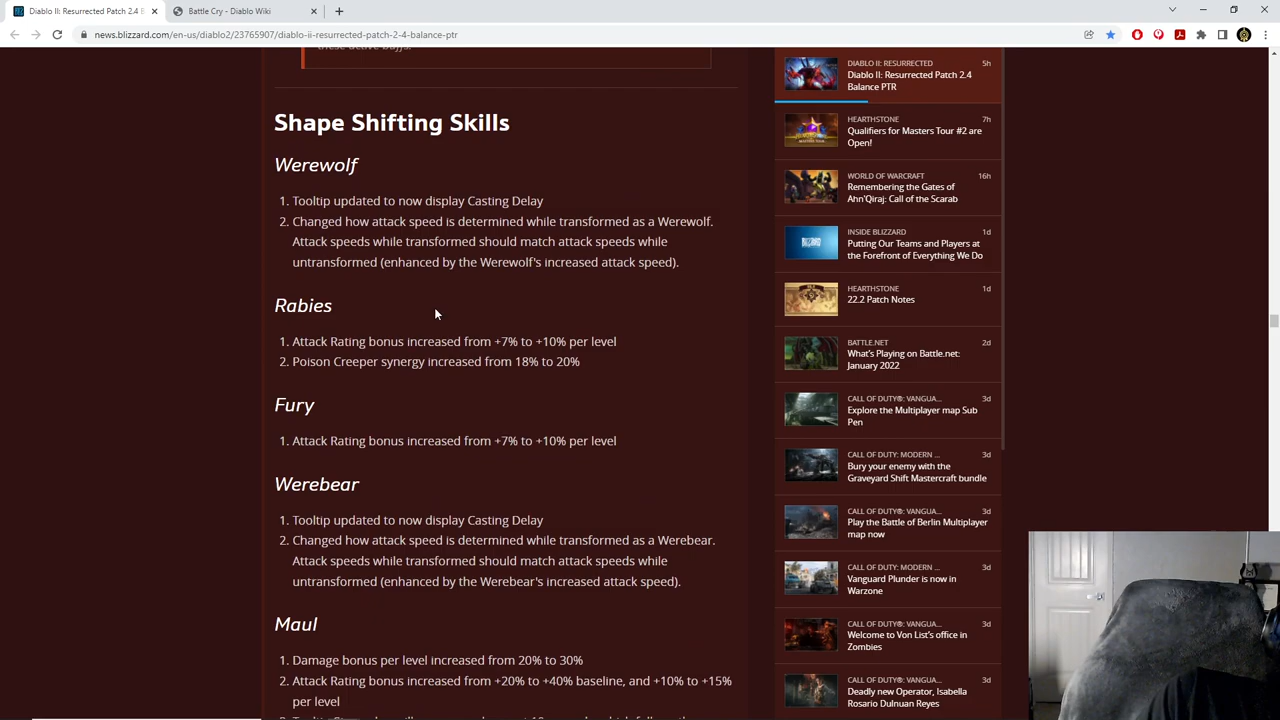 Diablo II: Resurrected Patch 2.4 B
Battle Cry - Diablo Wiki
news.blizzard.com/en-us/diablo2/23765907/diablo-ii-resurrected-patch-2-4-balance-ptr
these active buffs.
Shape Shifting Skills
Werewolf
1. Tooltip updated to now display Casting Delay
2. Changed how attack speed is determined while transformed as a Werewolf.
Attack speeds while transformed should match attack speeds while
untransformed (enhanced by the Werewolf's increased attack speed).
Rabies
1. Attack Rating bonus increased from +7% to +10% per level
2. Poison Creeper synergy increased from 18% to 20%
Fury
1. Attack Rating bonus increased from +7% to +10% per level
Werebear
1. Tooltip updated to now display Casting Delay
2. Changed how attack speed is determined while transformed as a Werebear.
Attack speeds while transformed should match attack speeds while
untransformed (enhanced by the Werebear's increased attack speed).
Maul
1. Damage bonus per level increased from 20% to 30%
2. Attack Rating bonus increased from +20% to +40% baseline, and +10% to +15%
per level
DIABLO II: RESURRECTED 5h
Diablo II: Resurrected Patch 2.4
Balance PTR
HEARTHSTONE 7h
Qualifiers for Masters Tour #2 are
Open!
WORLD OF WARCRAFT 16h
Remembering the Gates of
Ahn'Qiraj: Call of the Scarab
INSIDE BLIZZARD 1d
Putting Our Teams and Players at
the Forefront of Everything We Do
HEARTHSTONE 1d
22.2 Patch Notes
BATTLE.NET 2d
What's Playing on Battle.net:
January 2022
CALL OF DUTY®: VANGUA... 3d
Explore the Multiplayer map Sub
Pen
CALL OF DUTY: MODERN ... 3d
Bury your enemy with the
Graveyard Shift Mastercraft bundle
CALL OF DUTY®: VANGUA... 3d
Play the Battle of Berlin Multiplayer
map now
CALL OF DUTY: MODERN ... 3d
Vanguard Plunder is now in
Warzone
CALL OF DUTY®: VANGUA... 3d
Welcome to Von List's office in
Zombies
CALL OF DUTY®: VANGUA... 3d
Deadly new Operator, Isabella
Rosario Dulnuan Reyes